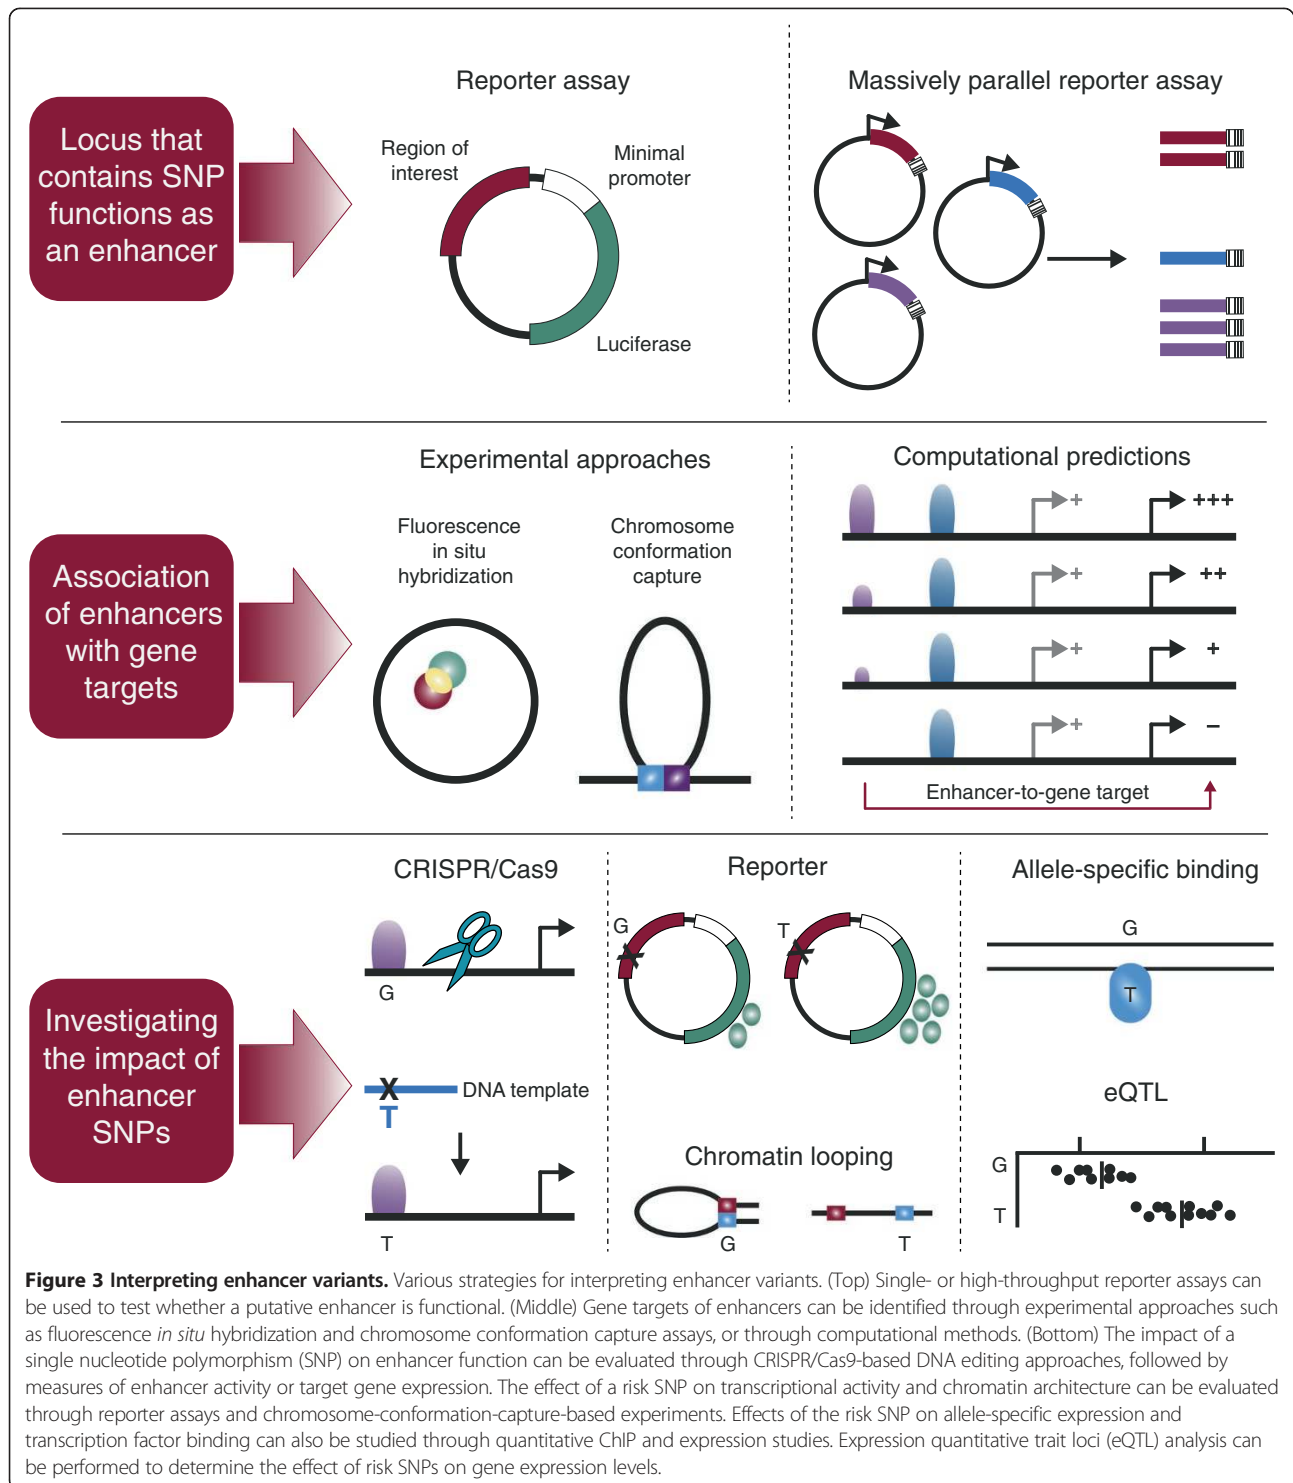 Locus that
contains SNP
functions as
an enhancer
Reporter assay
Region of
interest
Minimal
promoter
Luciferase
Massively parallel reporter assay
Association
of enhancers
with gene
targets
Experimental approaches
Fluorescence
in situ
hybridization
Chromosome
conformation
capture
Computational predictions
+ +++
+ ++
+ +
+ –
Enhancer-to-gene target
Investigating
the impact of
enhancer
SNPs
CRISPR/Cas9
G
X
DNA template
T
T
Reporter
G
X
T
X
Chromatin looping
G
T
Allele-specific binding
G
T
eQTL
G
T
Figure 3 Interpreting enhancer variants. Various strategies for interpreting enhancer variants. (Top) Single- or high-throughput reporter assays can
be used to test whether a putative enhancer is functional. (Middle) Gene targets of enhancers can be identified through experimental approaches such
as fluorescence in situ hybridization and chromosome conformation capture assays, or through computational methods. (Bottom) The impact of a
single nucleotide polymorphism (SNP) on enhancer function can be evaluated through CRISPR/Cas9-based DNA editing approaches, followed by
measures of enhancer activity or target gene expression. The effect of a risk SNP on transcriptional activity and chromatin architecture can be evaluated
through reporter assays and chromosome-conformation-capture-based experiments. Effects of the risk SNP on allele-specific expression and
transcription factor binding can also be studied through quantitative ChIP and expression studies. Expression quantitative trait loci (eQTL) analysis can
be performed to determine the effect of risk SNPs on gene expression levels.